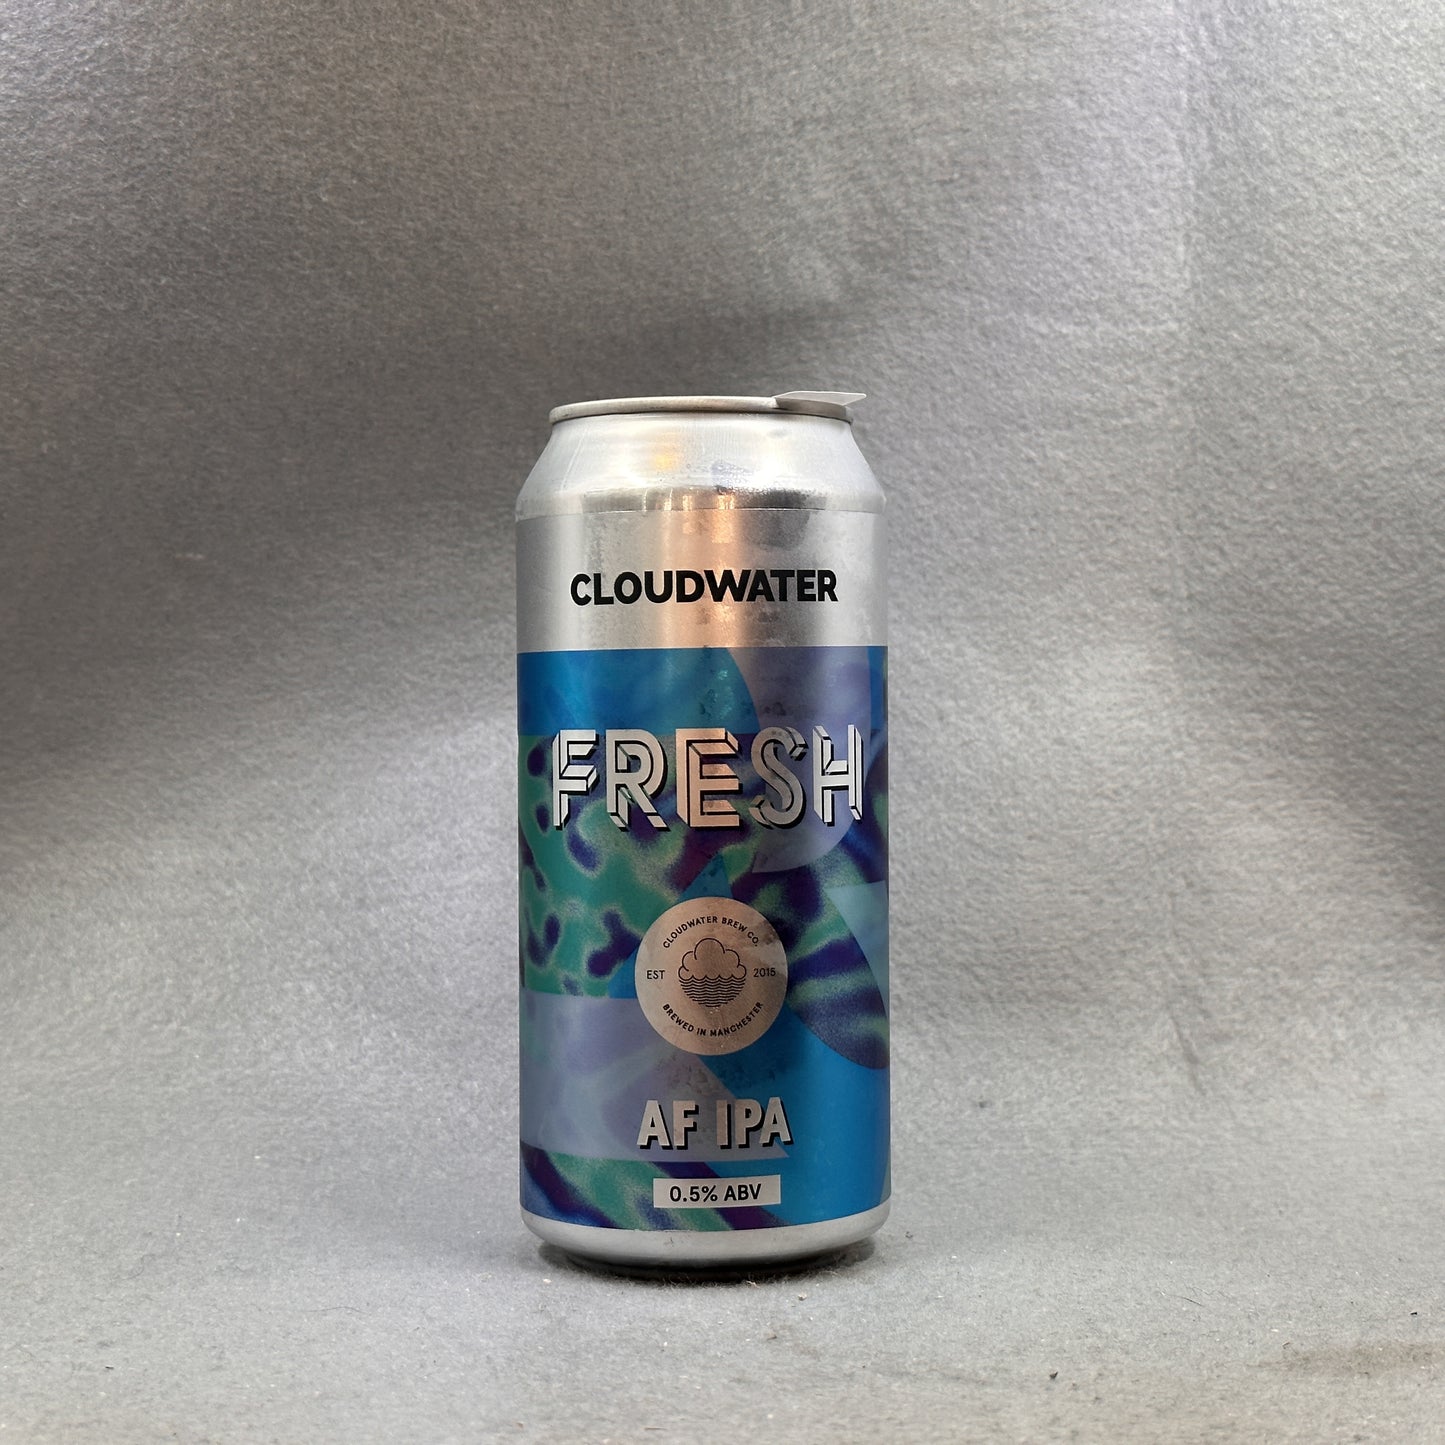 CLOUDWATER
FRESH
CLOUDWATER BREW CO.
EST 2015
BREWED IN MANCHESTER
AF IPA
0.5% ABV